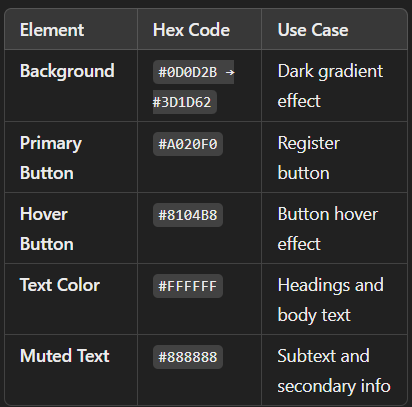 Element Hex Code Use Case
Background #0D0D2B → Dark gradient
#3D1D62 effect
Primary #A020F0 Register
Button button
Hover #8104B8 Button hover
Button effect
Text Color #FFFFFF Headings and
body text
Muted Text #888888 Subtext and
secondary info